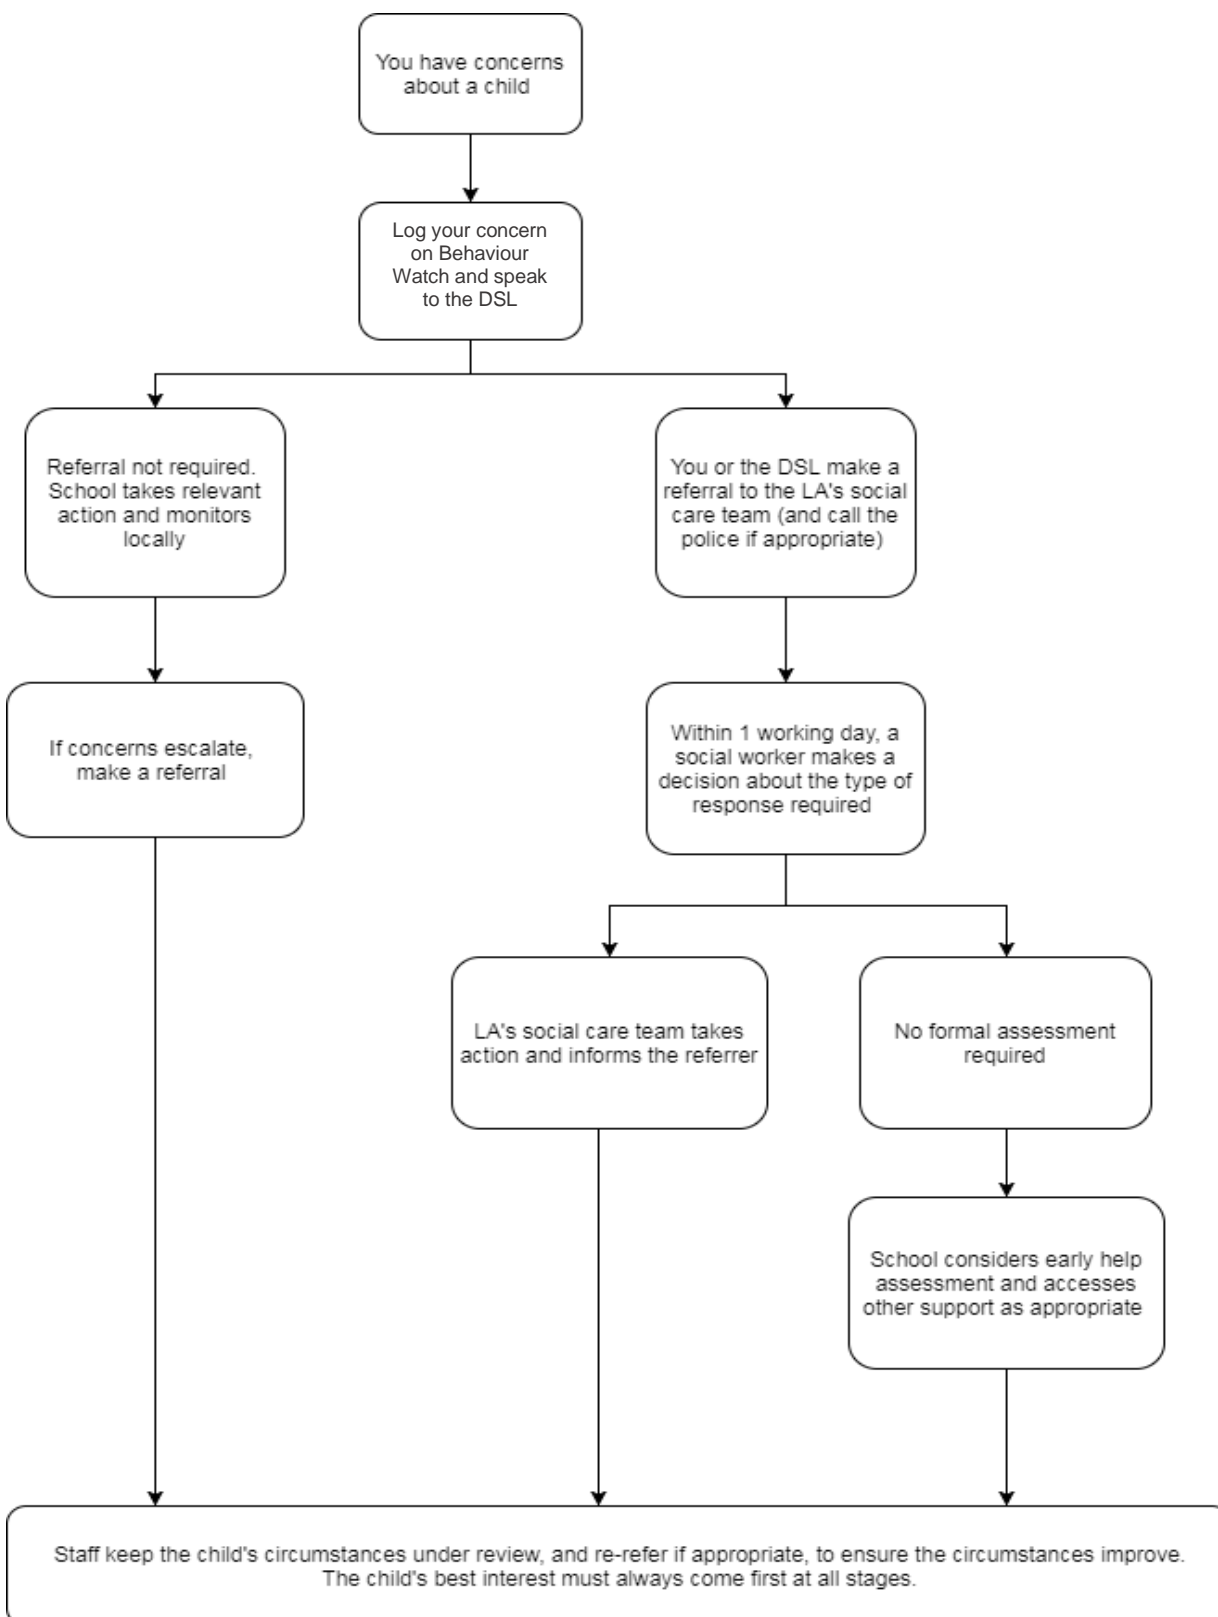 You have concerns
about a child
Log your concern
on Behaviour
Watch and speak
to the DSL
Referral not required.
School takes relevant
action and monitors
locally
You or the DSL make a
referral to the LA's social
care team (and call the
police if appropriate)
If concerns escalate,
make a referral
Within 1 working day, a
social worker makes a
decision about the type of
response required
LA's social care team takes
action and informs the referrer
No formal assessment
required
School considers early help
assessment and accesses
other support as appropriate
Staff keep the child's circumstances under review, and re-refer if appropriate, to ensure the circumstances improve.
The child's best interest must always come first at all stages.